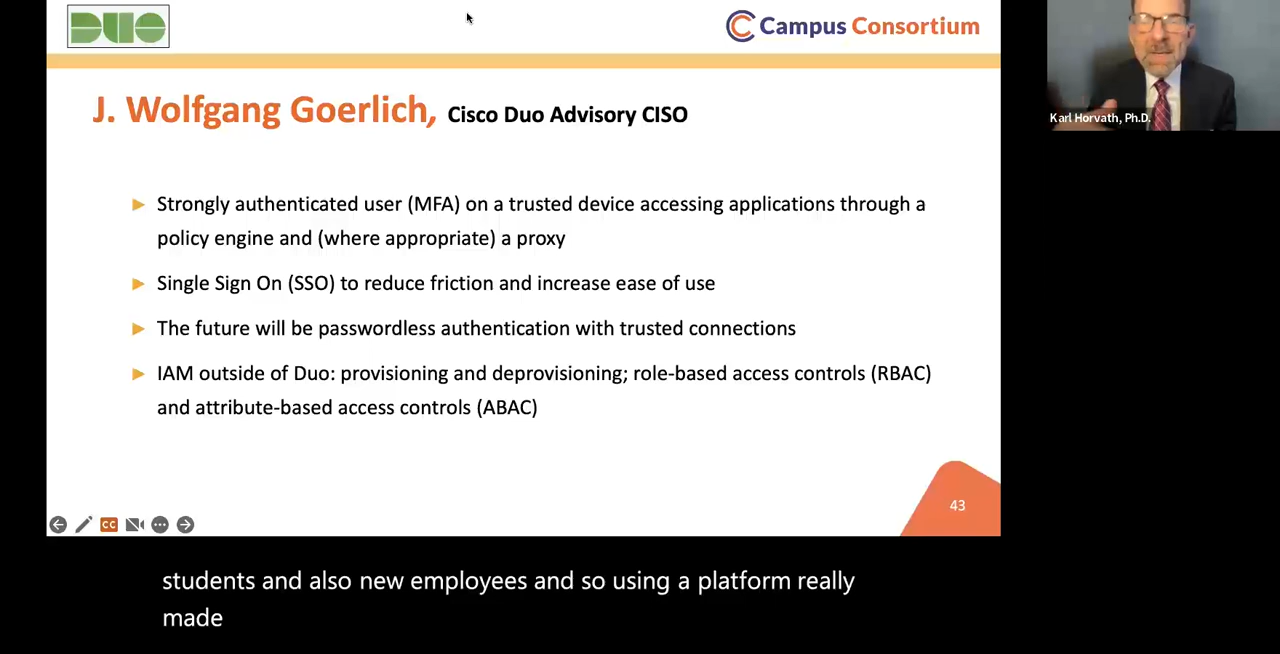 DUO
Campus Consortium
J. Wolfgang Goerlich, Cisco Duo Advisory CISO
Karl Horvath, Ph.D.
Strongly authenticated user (MFA) on a trusted device accessing applications through a
policy engine and (where appropriate) a proxy
Single Sign On (SSO) to reduce friction and increase ease of use
The future will be passwordless authentication with trusted connections
IAM outside of Duo: provisioning and deprovisioning; role-based access controls (RBAC)
and attribute-based access controls (ABAC)
43
CC
students and also new employees and so using a platform really
made